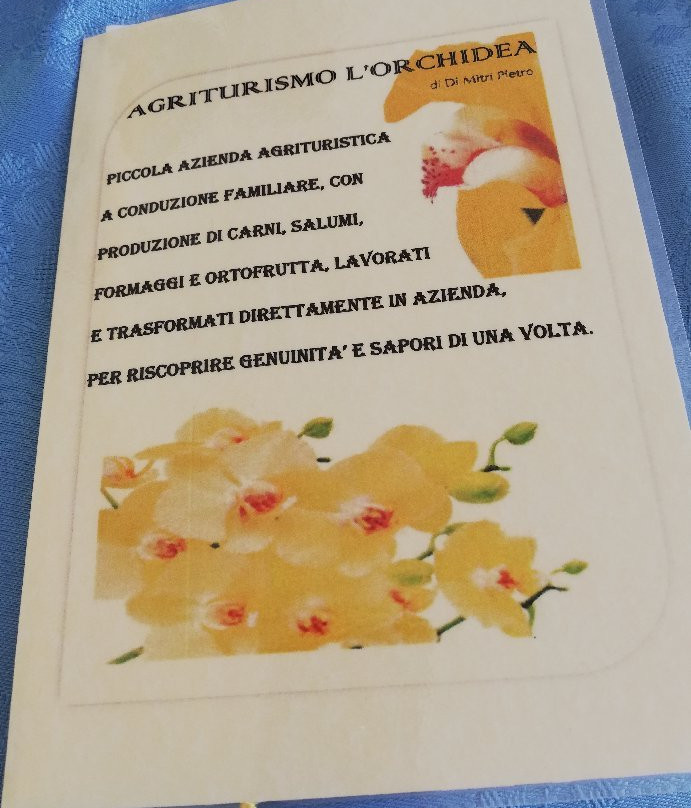 AGRITURISMO L'ORCHIDEA
di Di Mitri Pietro
PICCOLA AZIENDA AGRITURISTICA
A CONDUZIONE FAMILIARE, CON
PRODUZIONE DI CARNI, SALUMI,
FORMAGGI E ORTOFRUTTA, LAVORATI
E TRASFORMATI DIRETTAMENTE IN AZIENDA,
PER RISCOPRIRE GENUINITA' E SAPORI DI UNA VOLTA.